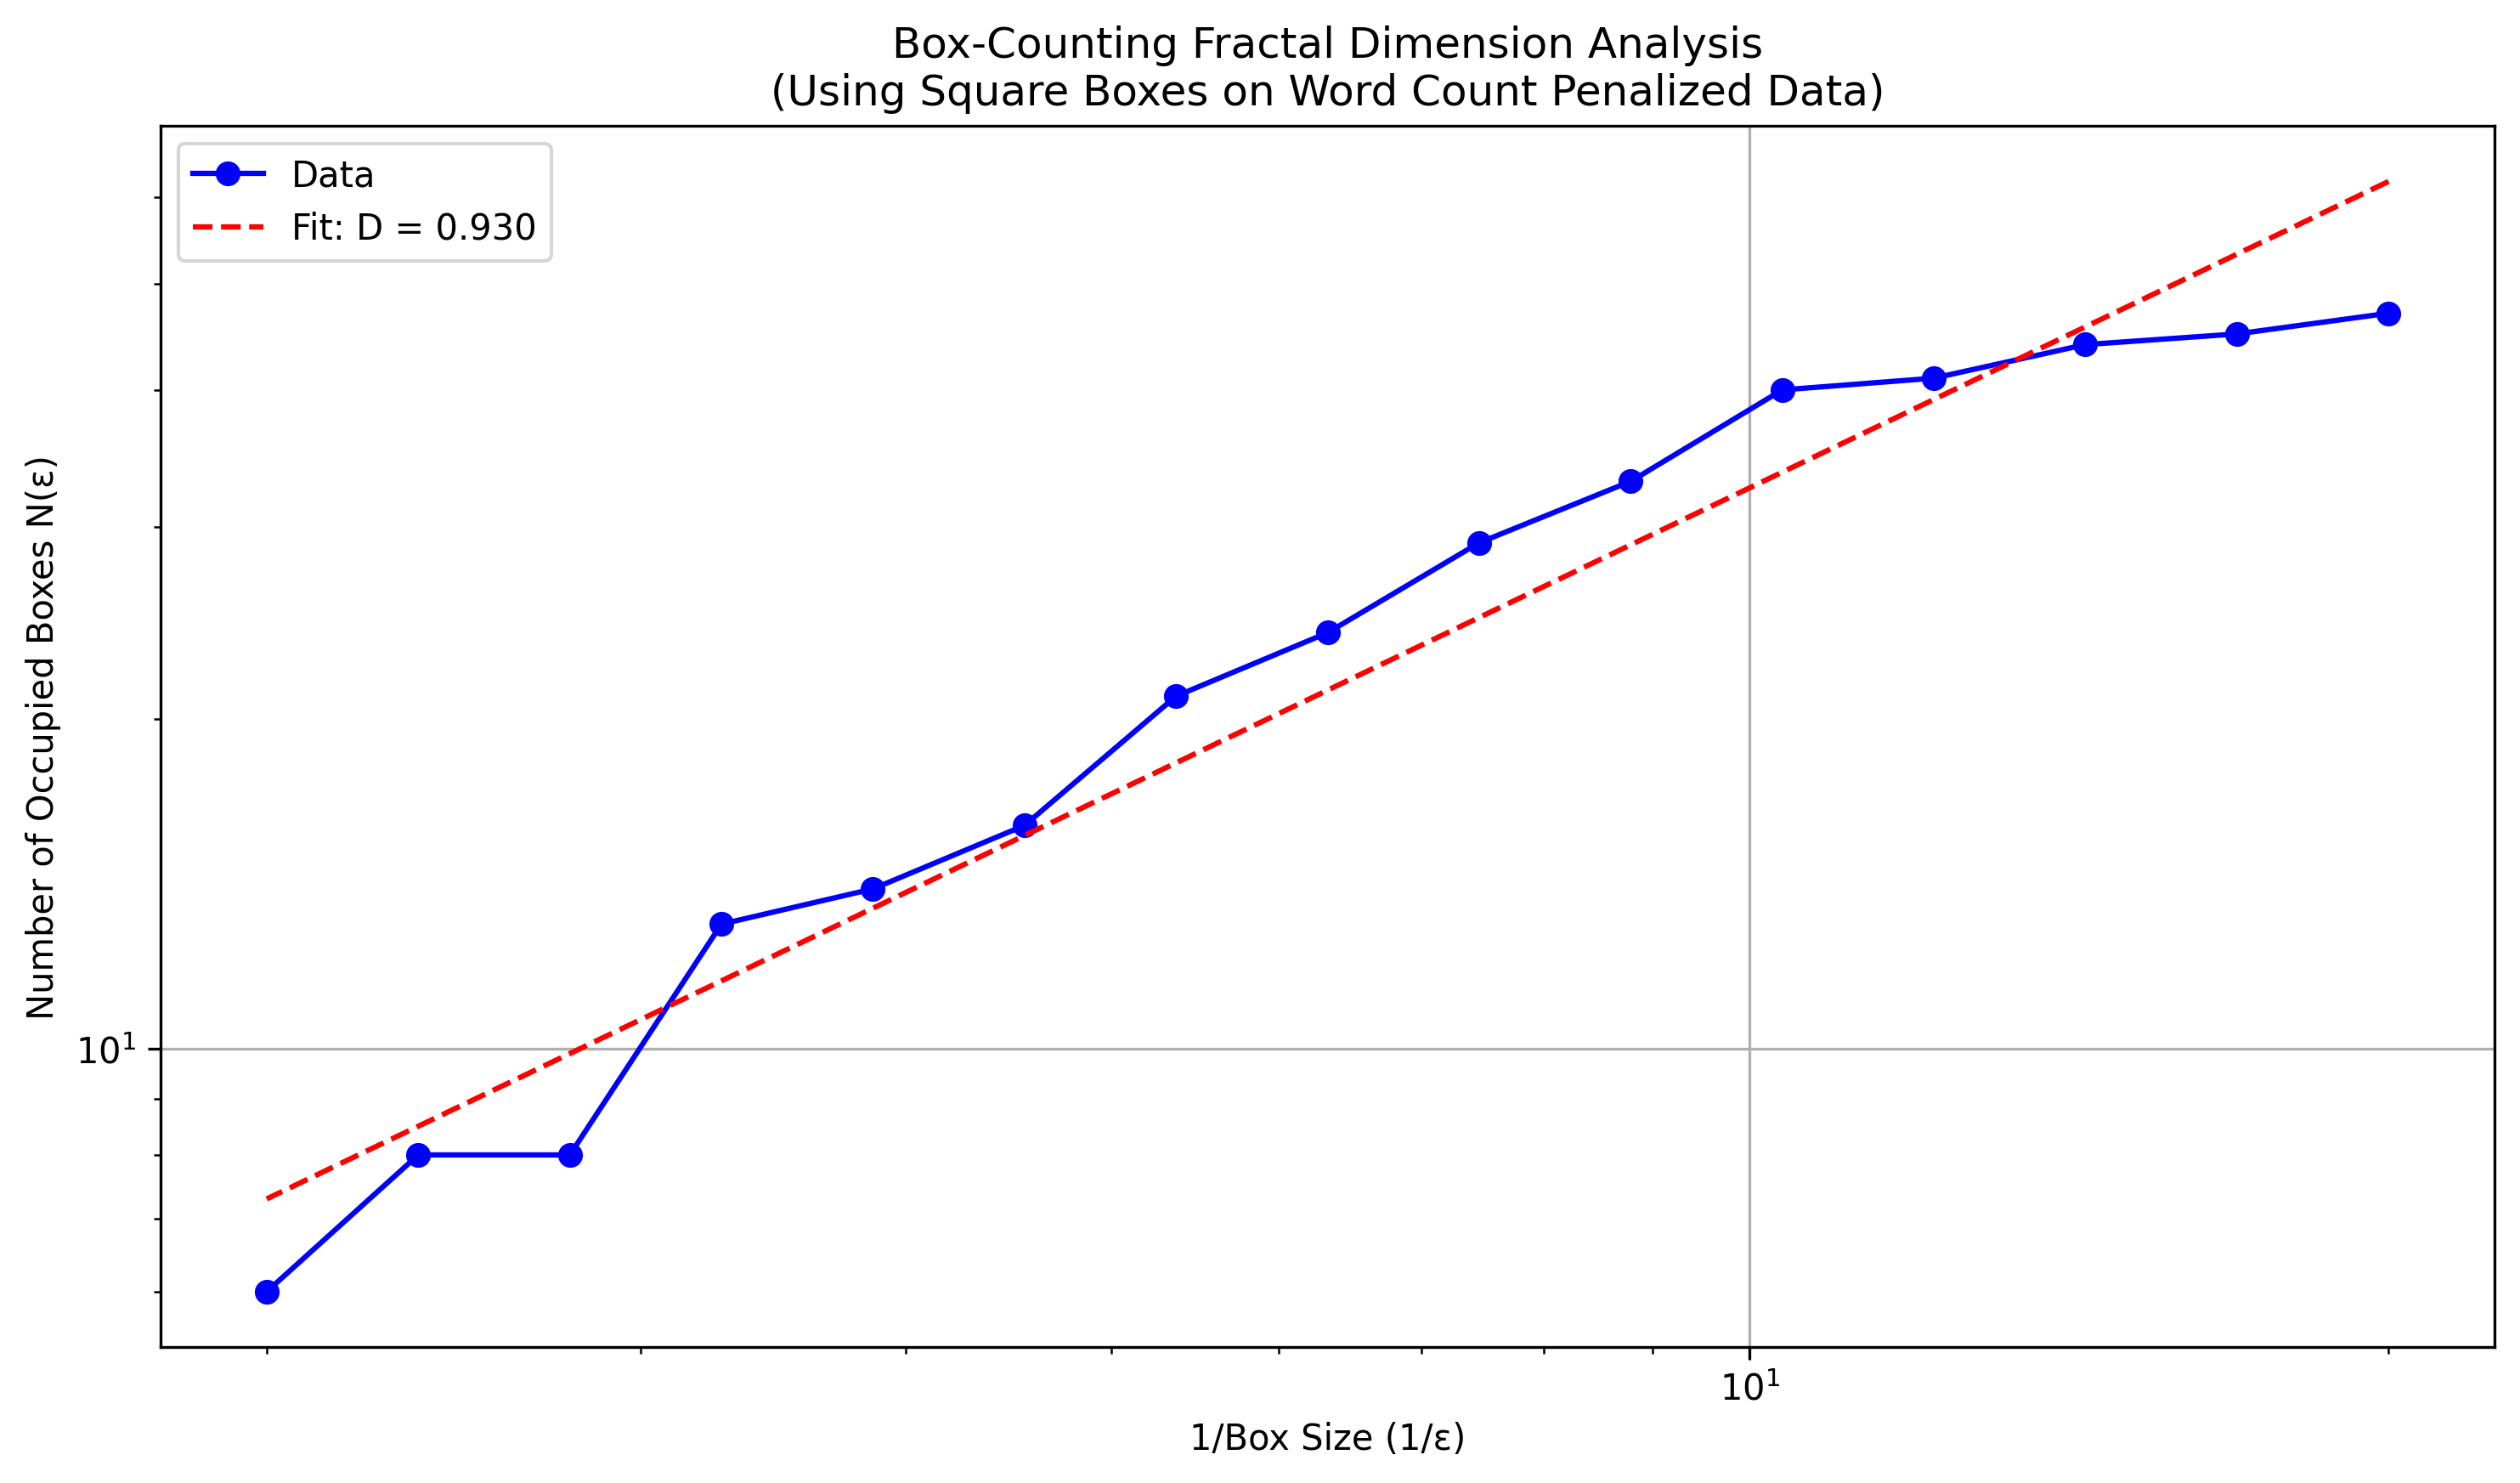 Box-Counting Fractal Dimension Analysis
(Using Square Boxes on Word Count Penalized Data)
Data
Fit: D = 0.930
Number of Occupied Boxes N(ε)
10¹
10¹
1/Box Size (1/ε)